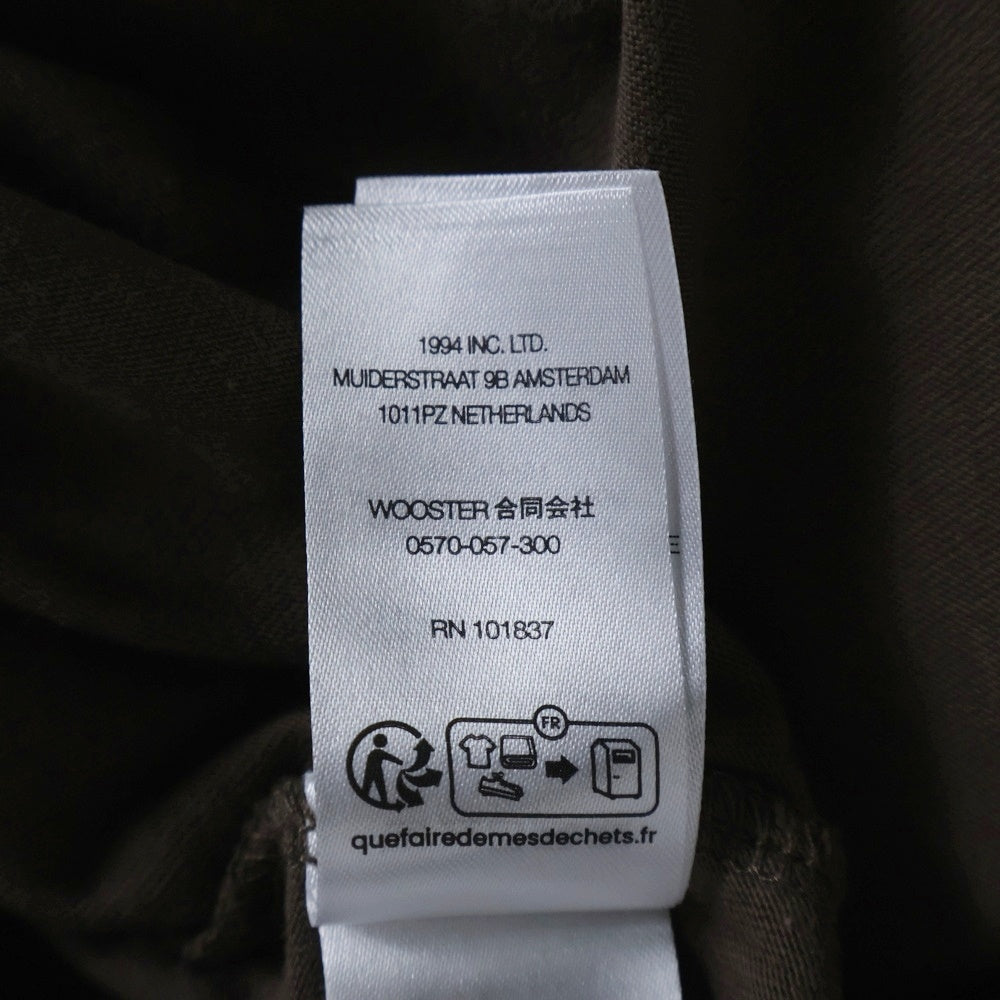 1994 INC. LTD.
MUIDERSTRAAT 9B AMSTERDAM
1011PZ NETHERLANDS
WOOSTER 合同会社
0570-057-300
E
RN 101837
FR
quefairedemesdechets.fr